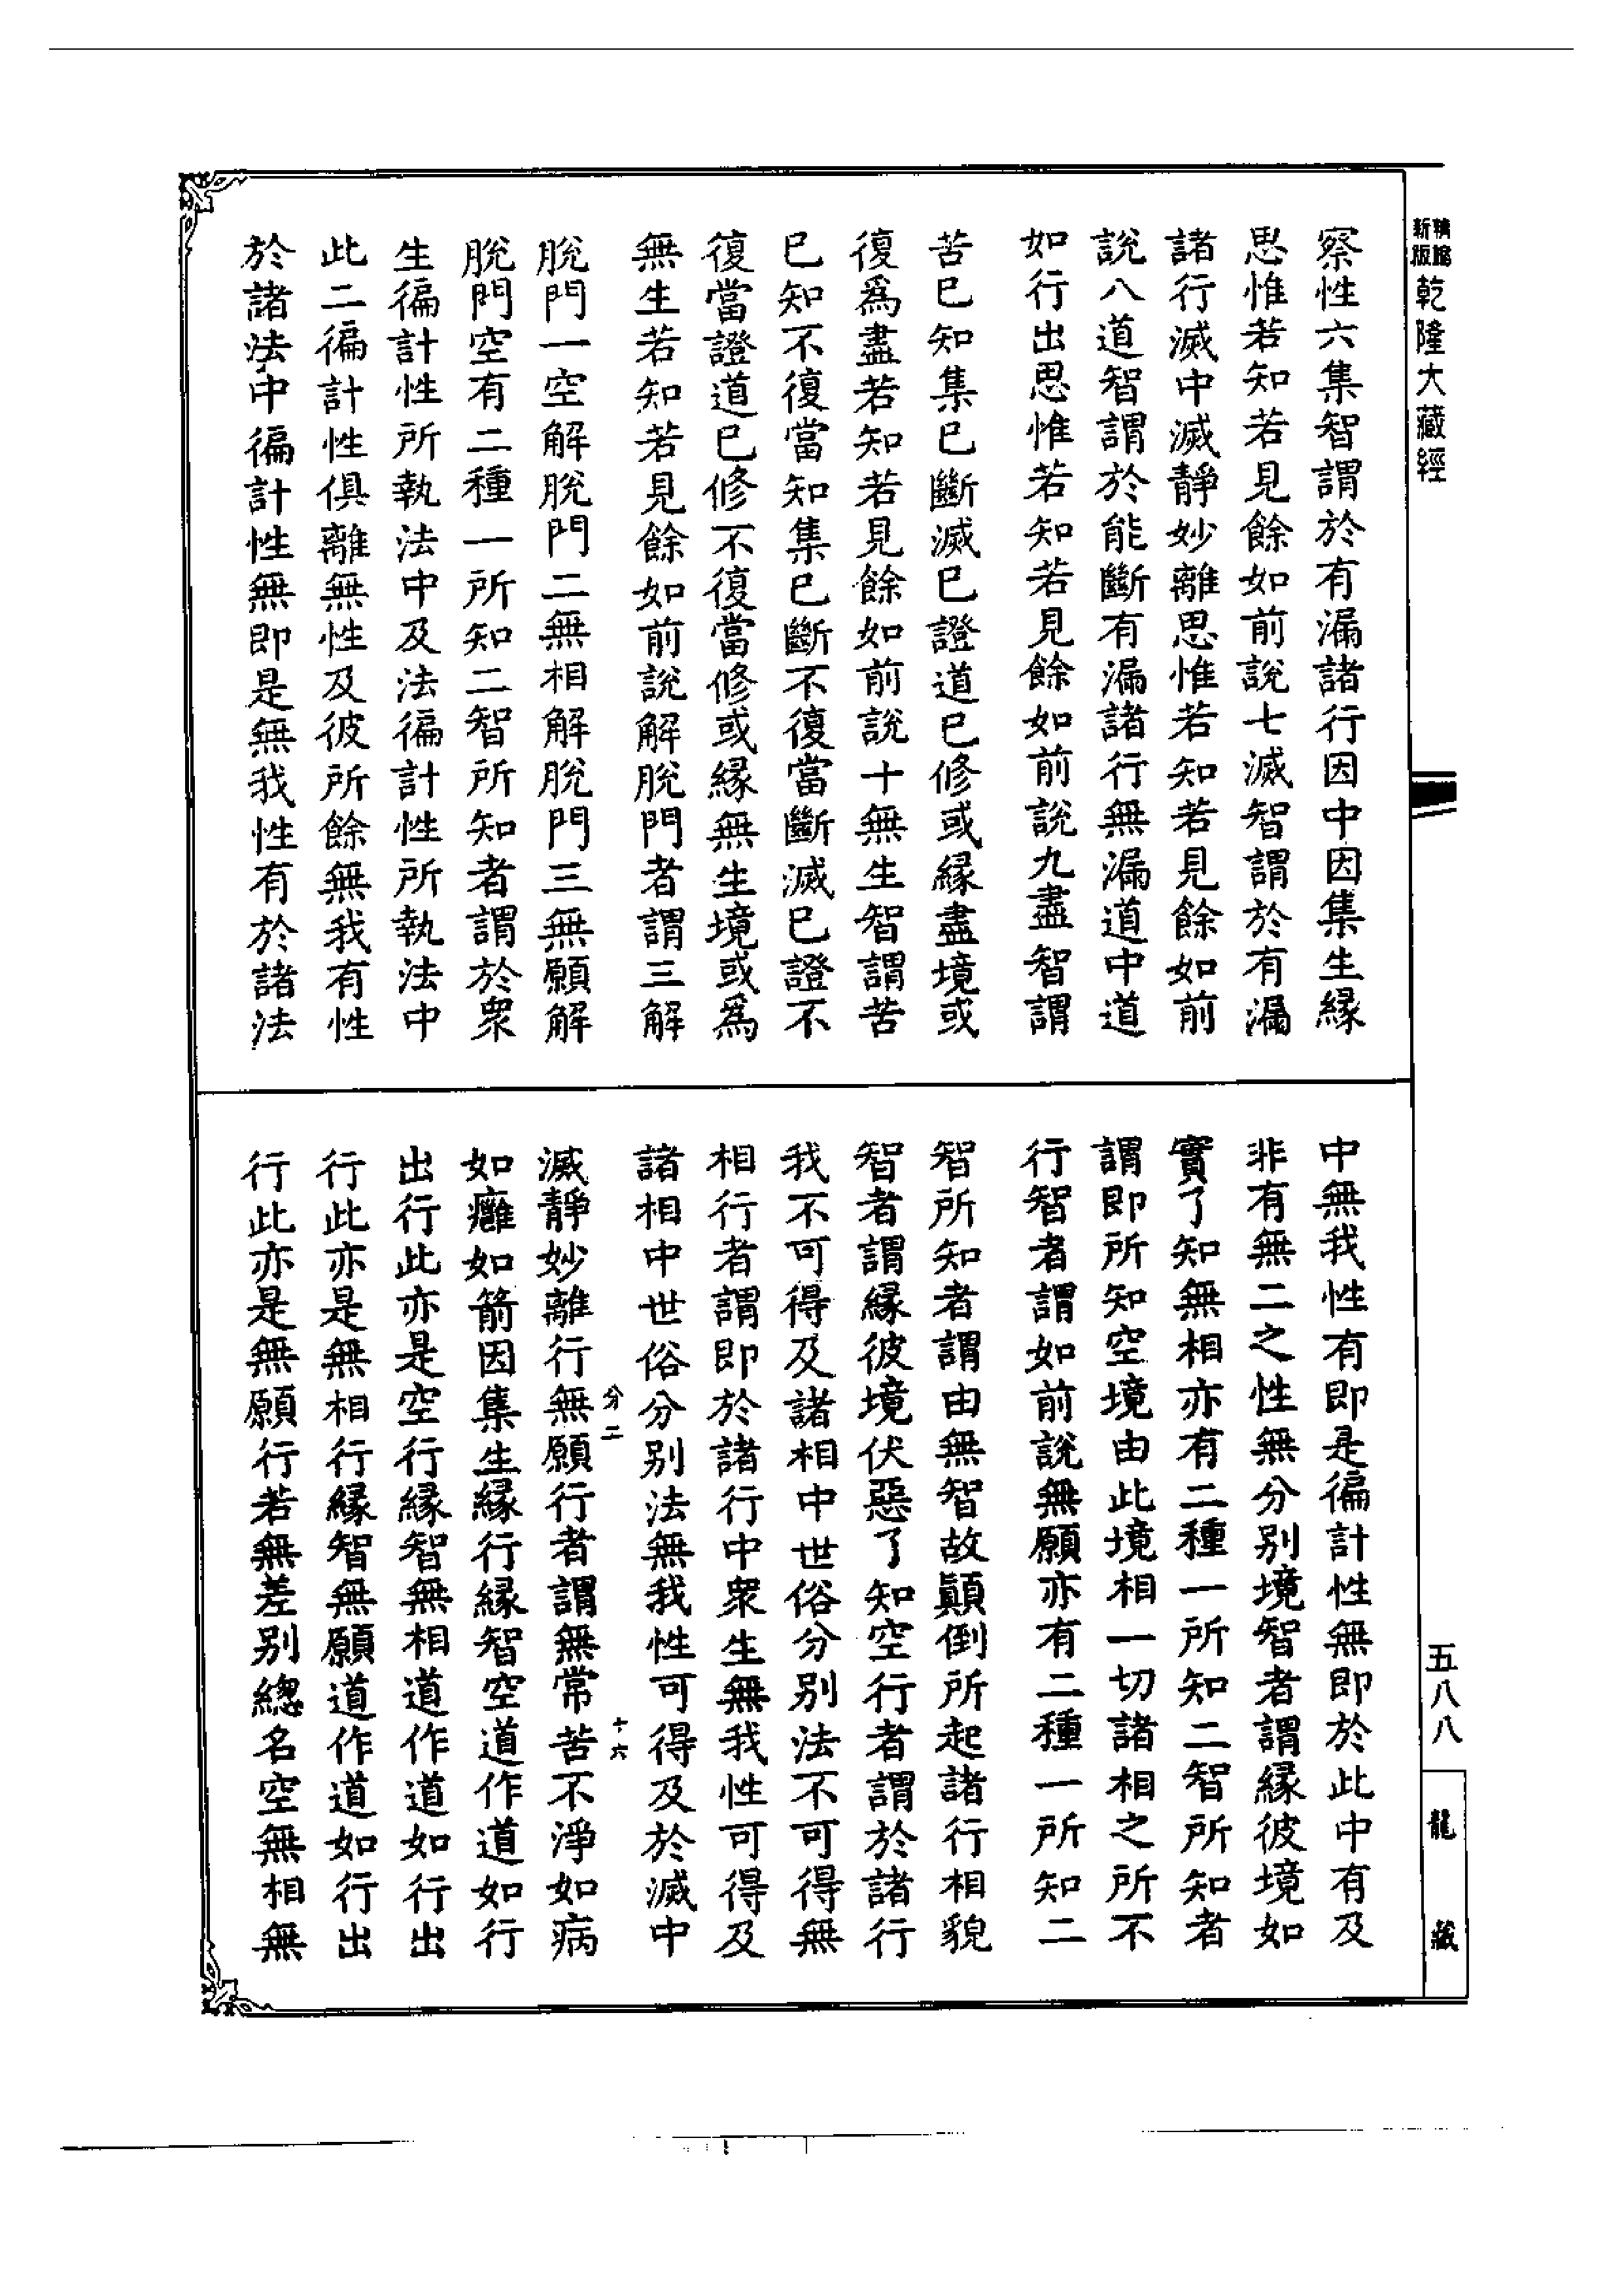 新版
精縮
乾隆大藏經
察性六集智謂於有漏諸行因中因集生緣
思惟若知若見餘如前說七滅智謂於有漏
諸行滅中滅靜妙離思惟若知若見餘如前
說八道智謂於能斷有漏諸行無漏道中道
如行出思惟若知若見餘如前說九盡智謂
苦已知集已斷滅已證道已修或緣盡境或
復爲盡若知若見餘如前說十無生智謂苦
已知不復當知集已斷不復當斷滅已證不
復當證道已修不復當修或緣無生境或爲
無生若知若見餘如前說解脫門者謂三解
脫門一空解脫門二無相解脫門三無願解
脫門空有二種一所知二智所知者謂於衆
生徧計性所執法中及法徧計性所執法中
此二徧計性俱離無性及彼所餘無我有性
於諸法中徧計性無即是無我性有於諸法
中無我性有即是徧計性無即於此中有及
非有無二之性無分別境智者謂緣彼境如
實了知無相亦有二種一所知二智所知者
謂即所知空境由此境相一切諸相之所不
行智者謂如前說無願亦有二種一所知二
智所知者謂由無智故顛倒所起諸行相貌
智者謂緣彼境伏惡了知空行者謂於諸行
我不可得及諸相中世俗分別法不可得無
相行者謂即於諸行中衆生無我性可得及
諸相中世俗分別法無我性可得及於滅中
分二
十六
滅靜妙離行無願行者謂無常苦不淨如病
如癰如箭因集生緣行緣智空道作道如行
出行此亦是空行緣智無相道作道如行出
行此亦是無相行緣智無願道作道如行出
行此亦是無願行若無差別總名空無相無
五八八
龍藏